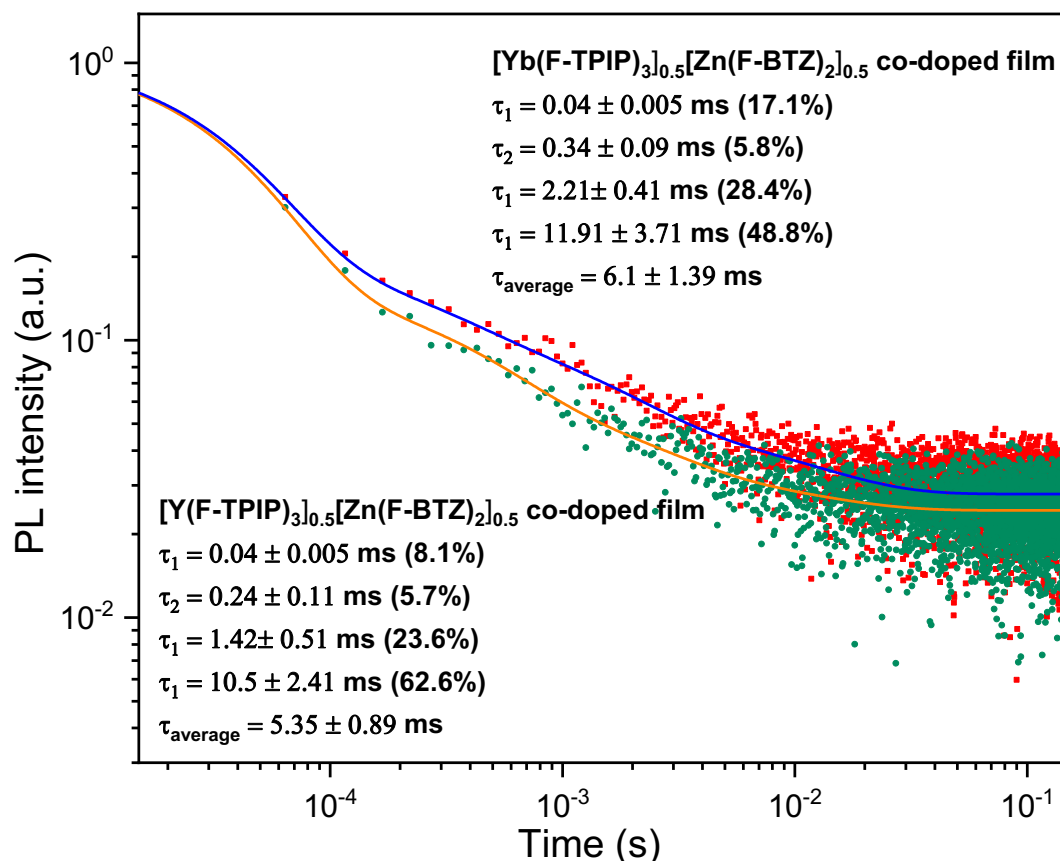 [Yb(F-TPIP)₃]₀.₅[Zn(F-BTZ)₂]₀.₅ co-doped film
τ₁ = 0.04 ± 0.005 ms (17.1%)
τ₂ = 0.34 ± 0.09 ms (5.8%)
τ₁ = 2.21± 0.41 ms (28.4%)
τ₁ = 11.91 ± 3.71 ms (48.8%)
τaverage = 6.1 ± 1.39 ms
[Y(F-TPIP)₃]₀.₅[Zn(F-BTZ)₂]₀.₅ co-doped film
τ₁ = 0.04 ± 0.005 ms (8.1%)
τ₂ = 0.24 ± 0.11 ms (5.7%)
τ₁ = 1.42± 0.51 ms (23.6%)
τ₁ = 10.5 ± 2.41 ms (62.6%)
τaverage = 5.35 ± 0.89 ms
PL intensity (a.u.)
10⁰
10⁻¹
10⁻²
10⁻⁴ 10⁻³ 10⁻² 10⁻¹
Time (s)